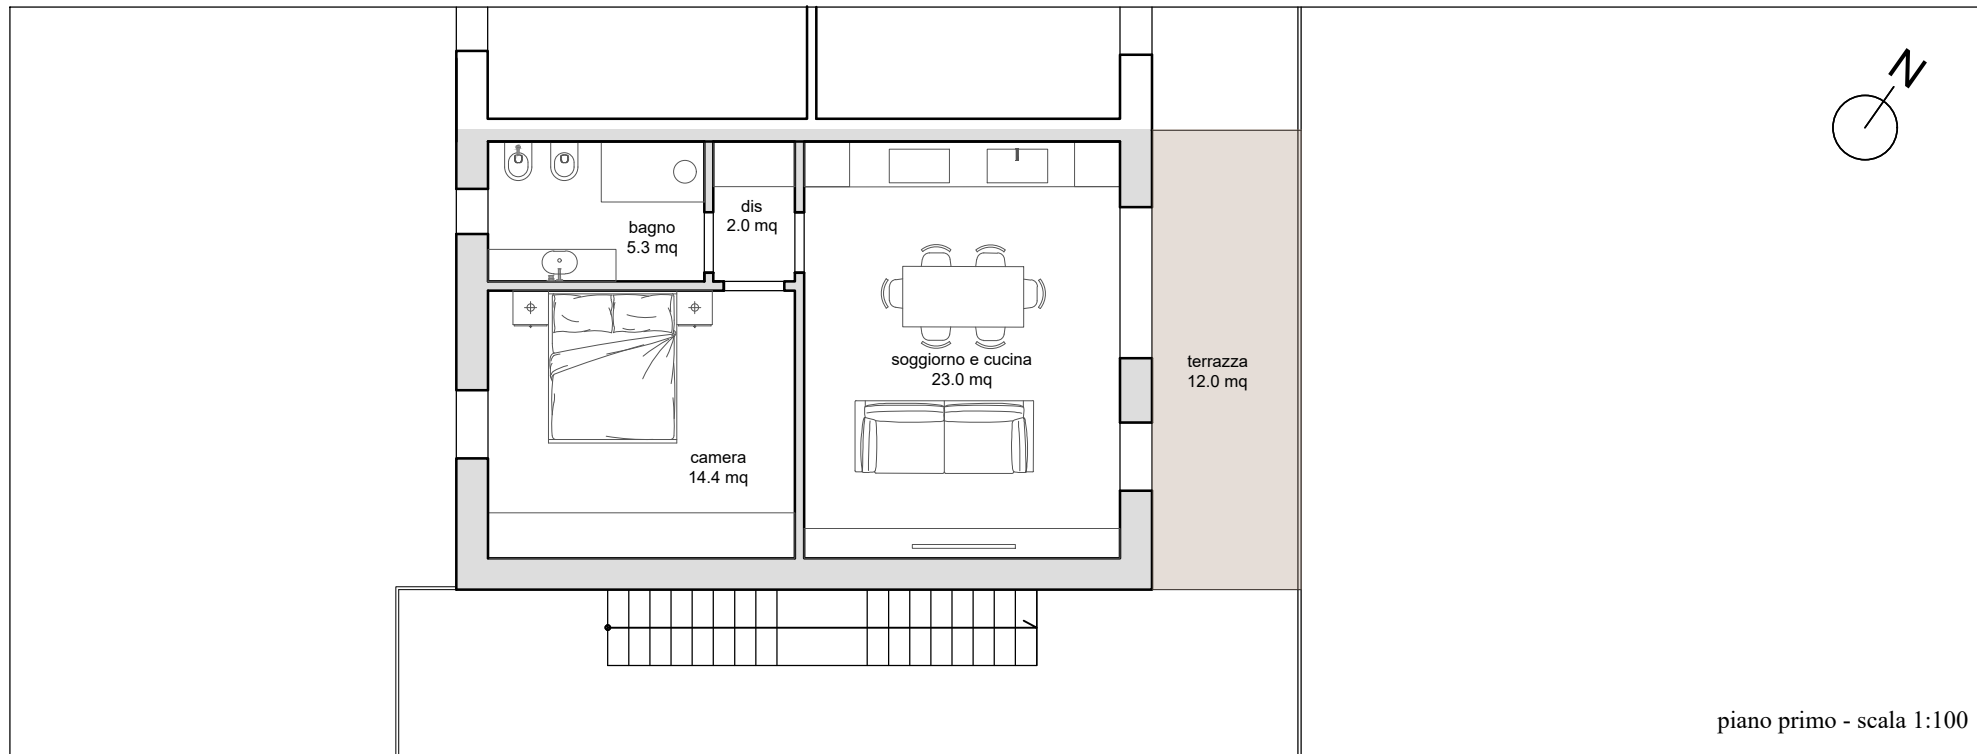 N
dis
2.0 mq
bagno
5.3 mq
soggiorno e cucina
23.0 mq
terrazza
12.0 mq
camera
14.4 mq
piano primo - scala 1:100